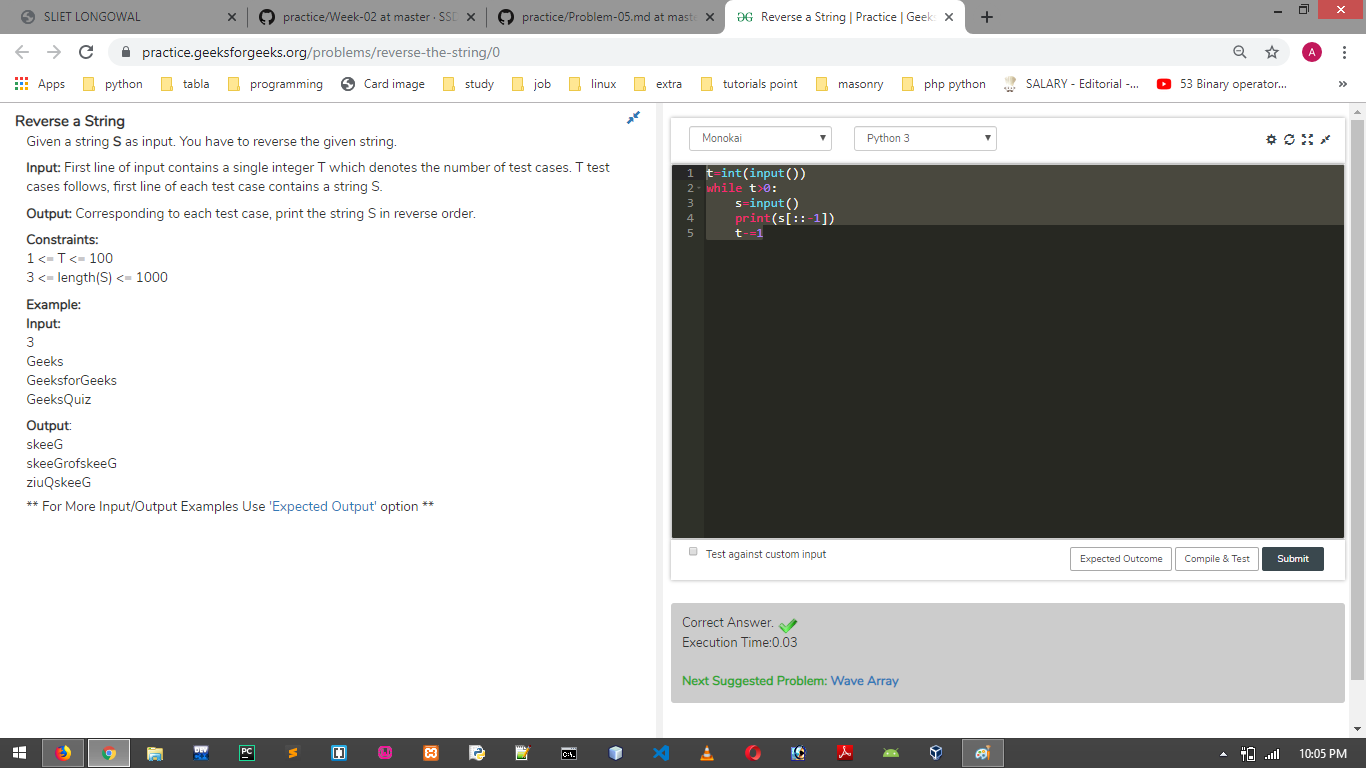 SLIET LONGOWAL
practice/Week-02 at master · SSD
practice/Problem-05.md at maste
Reverse a String | Practice | Geeks
practice.geeksforgeeks.org/problems/reverse-the-string/0
A
Apps
python
tabla
programming
Card image
study
job
linux
extra
tutorials point
masonry
php python
SALARY - Editorial -...
53 Binary operator...
»
Reverse a String
Given a string S as input. You have to reverse the given string.
Input: First line of input contains a single integer T which denotes the number of test cases. T test
cases follows, first line of each test case contains a string S.
Output: Corresponding to each test case, print the string S in reverse order.
Constraints:
1 <= T <= 100
3 <= length(S) <= 1000
Example:
Input:
3
Geeks
GeeksforGeeks
GeeksQuiz
Output:
skeeG
skeeGrofskeeG
ziuQskeeG
** For More Input/Output Examples Use 'Expected Output' option **
Monokai
Python 3
1 t=int(input())
2 while t>0:
3     s=input()
4     print(s[::-1])
5     t-=1
Test against custom input
Expected Outcome
Compile & Test
Submit
Correct Answer.
Execution Time:0.03
Next Suggested Problem: Wave Array
10:05 PM